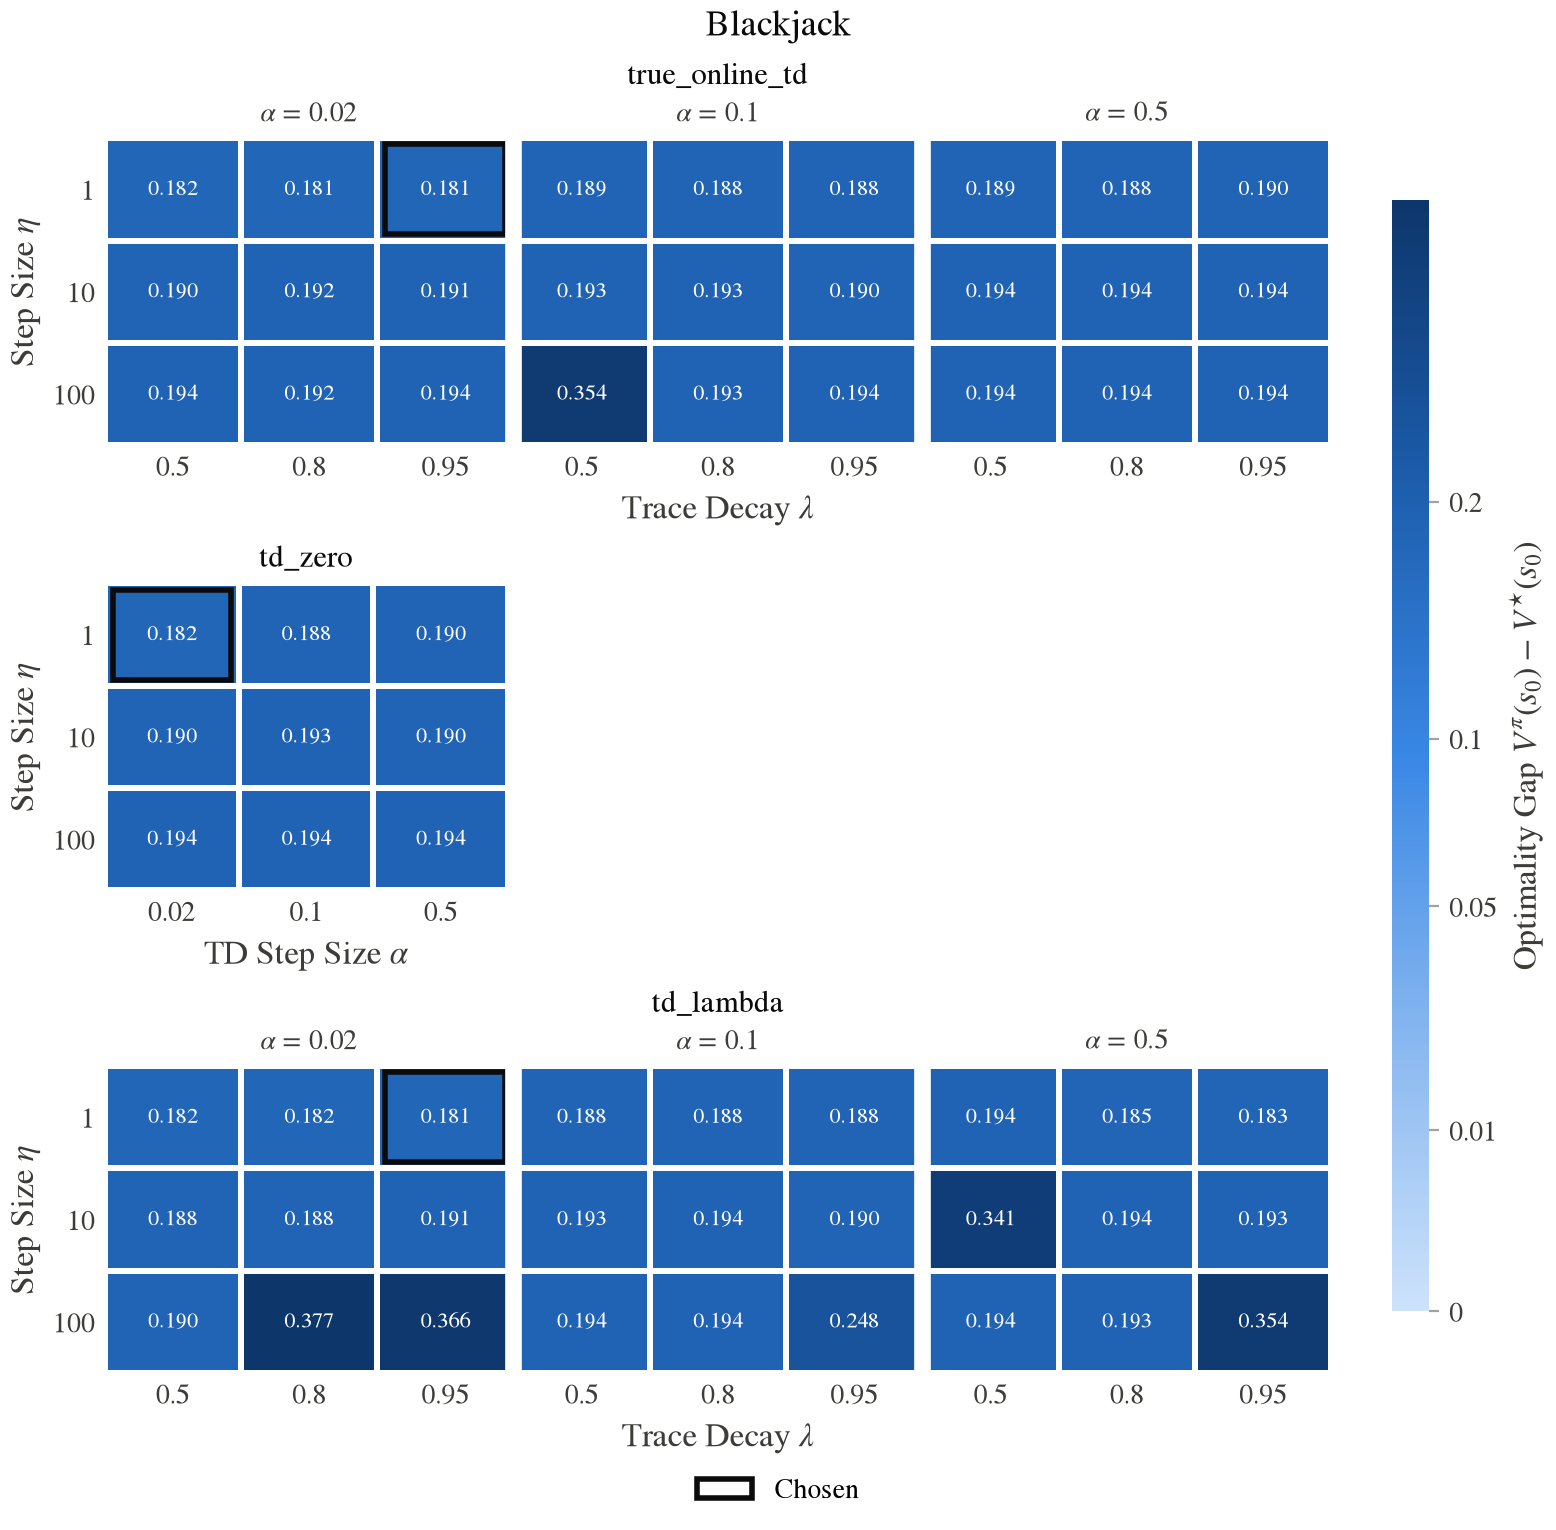 Blackjack
true_online_td
α = 0.02 α = 0.1 α = 0.5
Step Size η
1 0.182 0.181 0.181 0.189 0.188 0.188 0.189 0.188 0.190
10 0.190 0.192 0.191 0.193 0.193 0.190 0.194 0.194 0.194
100 0.194 0.192 0.194 0.354 0.193 0.194 0.194 0.194 0.194
0.5 0.8 0.95 0.5 0.8 0.95 0.5 0.8 0.95
Trace Decay λ
td_zero
Step Size η
1 0.182 0.188 0.190
10 0.190 0.193 0.190
100 0.194 0.194 0.194
0.02 0.1 0.5
TD Step Size α
td_lambda
α = 0.02 α = 0.1 α = 0.5
Step Size η
1 0.182 0.182 0.181 0.188 0.188 0.188 0.194 0.185 0.183
10 0.188 0.188 0.191 0.193 0.194 0.190 0.341 0.194 0.193
100 0.190 0.377 0.366 0.194 0.194 0.248 0.194 0.193 0.354
0.5 0.8 0.95 0.5 0.8 0.95 0.5 0.8 0.95
Trace Decay λ
Chosen
0.2
0.1
0.05
0.01
0
Optimality Gap V^π(s₀) − V^⋆(s₀)